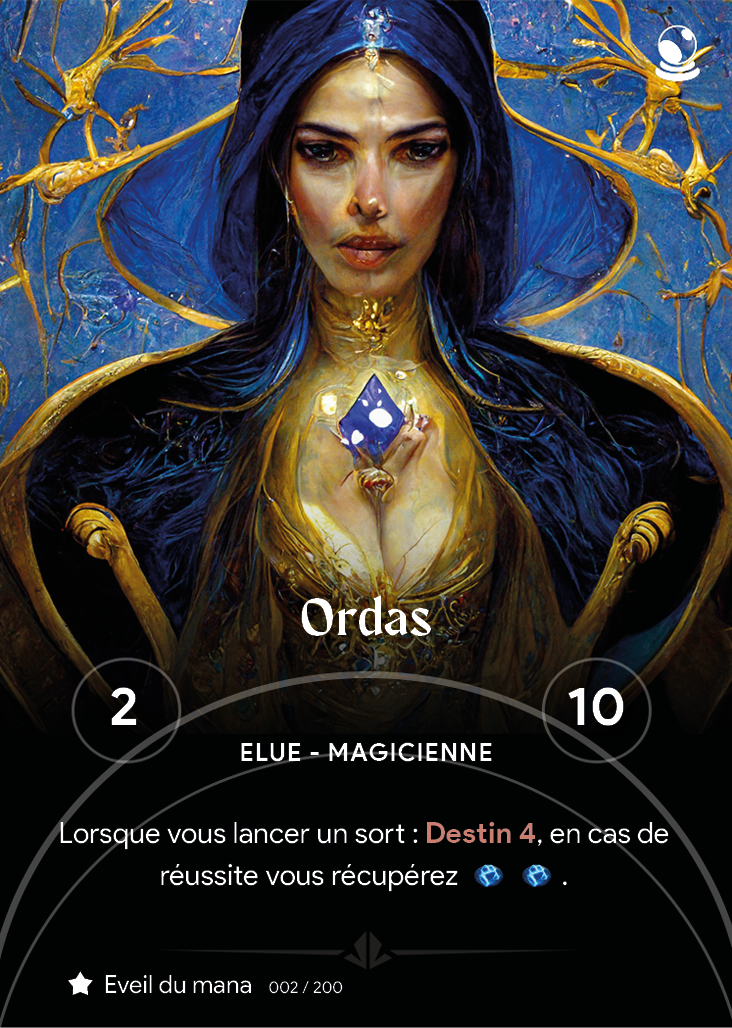 Ordas
2
10
ELUE - MAGICIENNE
Lorsque vous lancer un sort : Destin 4, en cas de
réussite vous récupérez .
Eveil du mana 002 / 200